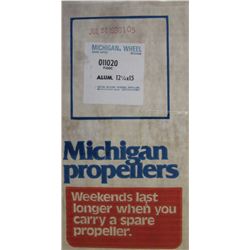 MICHIGAN WHEEL
011020
ALUM. 12¼x15
Michigan
propellers
Weekends last
longer when you
carry a spare
propeller.